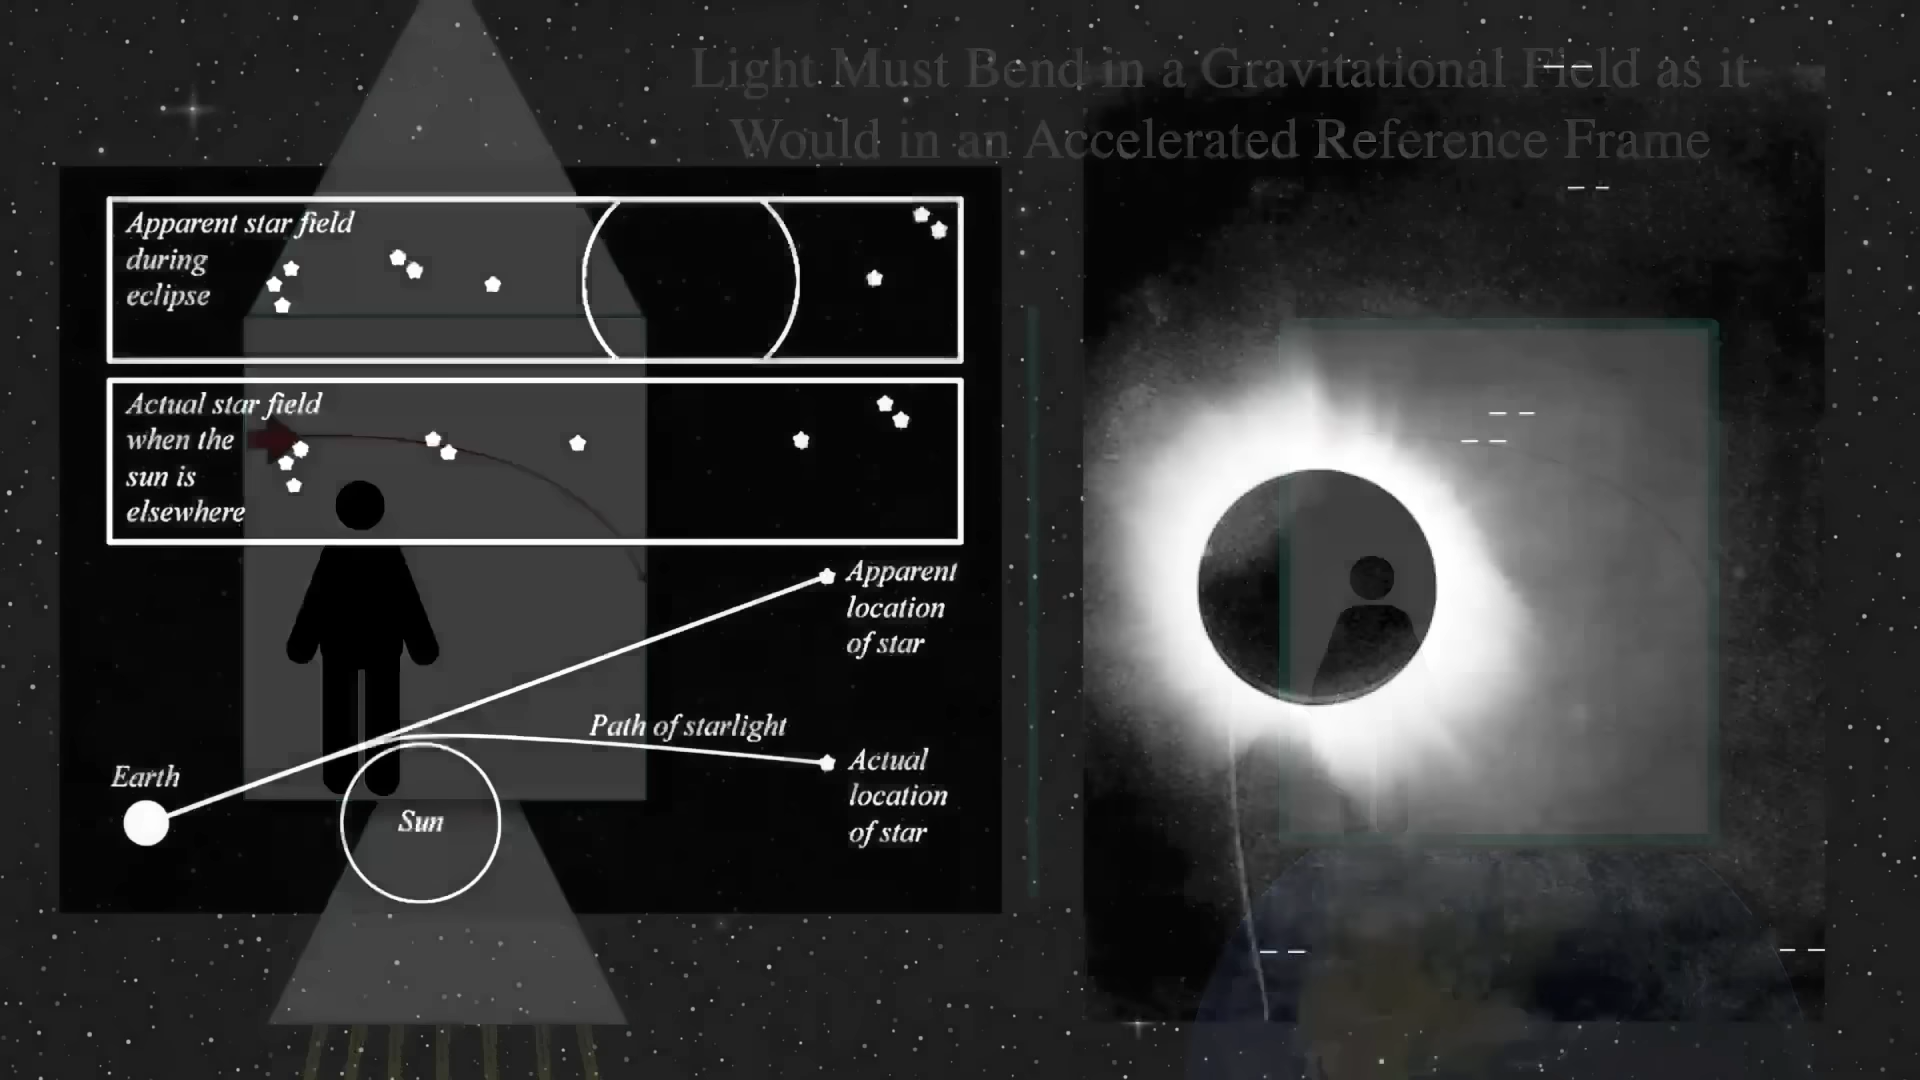 Light Must Bend in a Gravitational Field as it
Would in an Accelerated Reference Frame
Apparent star field
during
eclipse
Actual star field
when the
sun is
elsewhere
Apparent
location
of star
Path of starlight
Actual
location
of star
Earth
Sun